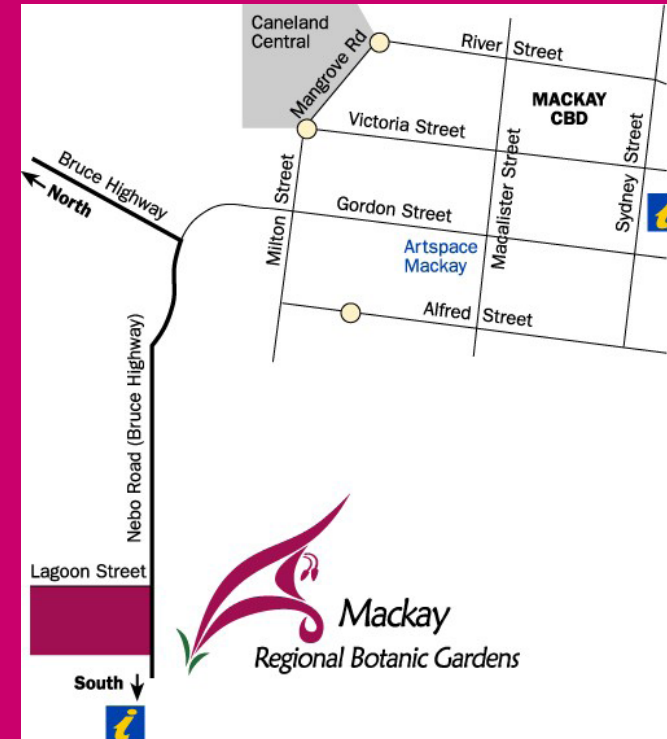 Caneland
Central
Mangrove Rd
River Street
MACKAY
CBD
Victoria Street
Macalister Street
Sydney Street
Bruce Highway
North
Milton Street
Gordon Street
i
Artspace
Mackay
Alfred Street
Nebo Road (Bruce Highway)
Lagoon Street
Mackay
Regional Botanic Gardens
South
i